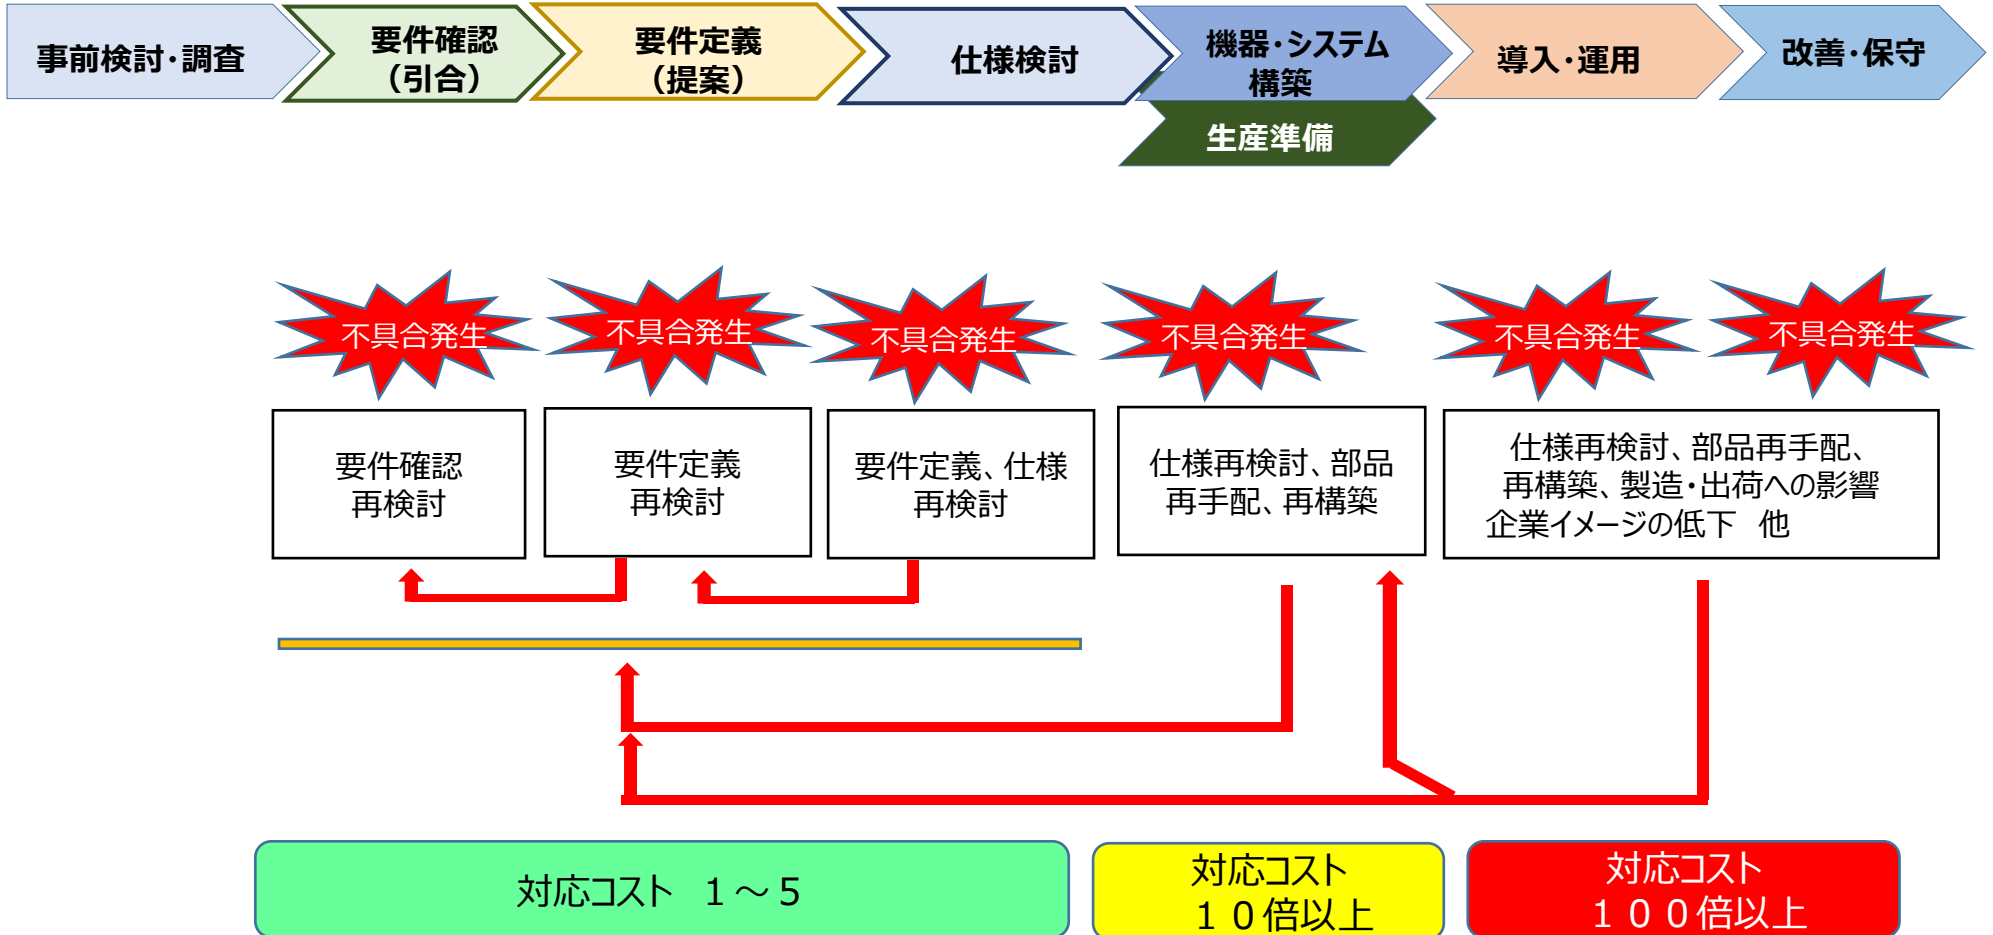 事前検討・調査
要件確認
（引合）
要件定義
（提案）
仕様検討
機器・システム
構築
生産準備
導入・運用
改善・保守
不具合発生
不具合発生
不具合発生
不具合発生
不具合発生
不具合発生
要件確認
再検討
要件定義
再検討
要件定義、仕様
再検討
仕様再検討、部品
再手配、再構築
仕様再検討、部品再手配、
再構築、製造・出荷への影響
企業イメージの低下　他
対応コスト　１～５
対応コスト
１０倍以上
対応コスト
１００倍以上